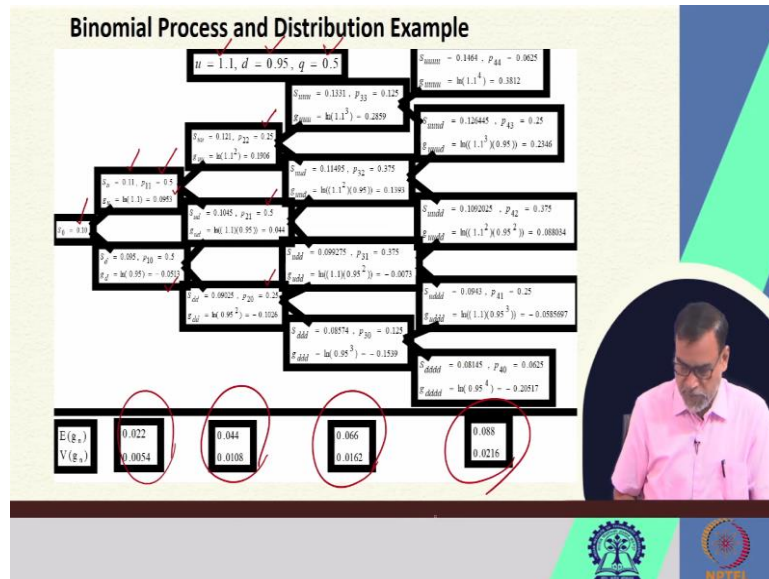 Binomial Process and Distribution Example
u = 1.1, d = 0.95, q = 0.5
S_uuuu = 0.1464 , p_44 = 0.0625
g_uuuu = ln(1.1^4) = 0.3812
S_uuu = 0.1331 , p_33 = 0.125
g_uuu = ln(1.1^3) = 0.2859
S_uuud = 0.126445 , p_43 = 0.25
g_uuud = ln((1.1^3)(0.95)) = 0.2346
S_uu = 0.121, p_22 = 0.25
g_uu = ln(1.1^2) = 0.1906
S_uud = 0.11495, p_32 = 0.375
g_uud = ln((1.1^2)(0.95)) = 0.1393
S_u = 0.11, p_11 = 0.5
g_u = ln(1.1) = 0.0953
S_uudd = 0.1092025 , p_42 = 0.375
g_uudd = ln((1.1^2)(0.95^2)) = 0.088034
S_0 = 0.10
S_ud = 0.1045, p_21 = 0.5
g_ud = ln((1.1)(0.95)) = 0.044
S_udd = 0.099275, p_31 = 0.375
g_udd = ln((1.1)(0.95^2)) = -0.0073
S_d = 0.095, p_10 = 0.5
g_d = ln(0.95) = -0.0513
S_uddd = 0.0943, p_41 = 0.25
g_uddd = ln((1.1)(0.95^3)) = -0.0585697
S_dd = 0.09025, p_20 = 0.25
g_dd = ln(0.95^2) = -0.1026
S_ddd = 0.08574 , p_30 = 0.125
g_ddd = ln(0.95^3) = -0.1539
S_dddd = 0.08145 , p_40 = 0.0625
g_dddd = ln(0.95^4) = -0.20517
E(g_n) 0.022 0.044 0.066 0.088
V(g_n) 0.0054 0.0108 0.0162 0.0216
NPTEL